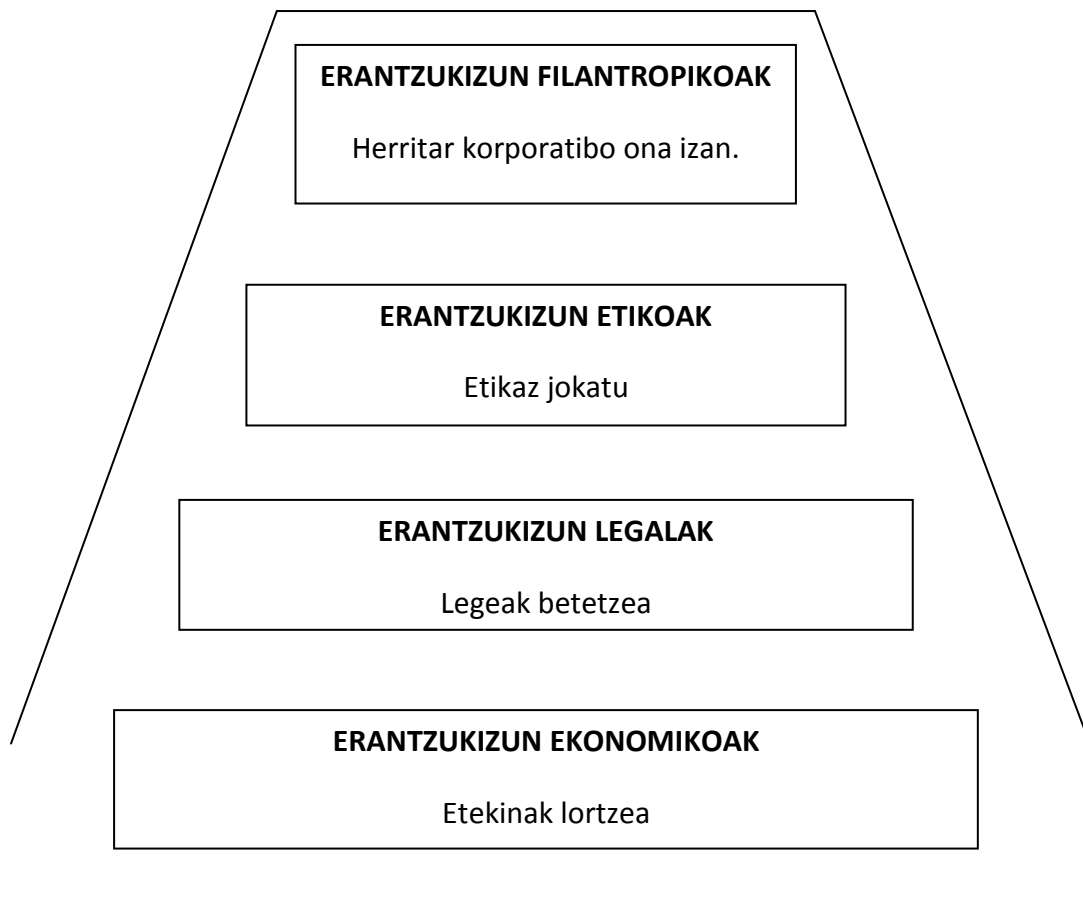 ERANTZUKIZUN FILANTROPIKOAK
Herritar korporatibo ona izan.
ERANTZUKIZUN ETIKOAK
Etikaz jokatu
ERANTZUKIZUN LEGALAK
Legeak betetzea
ERANTZUKIZUN EKONOMIKOAK
Etekinak lortzea